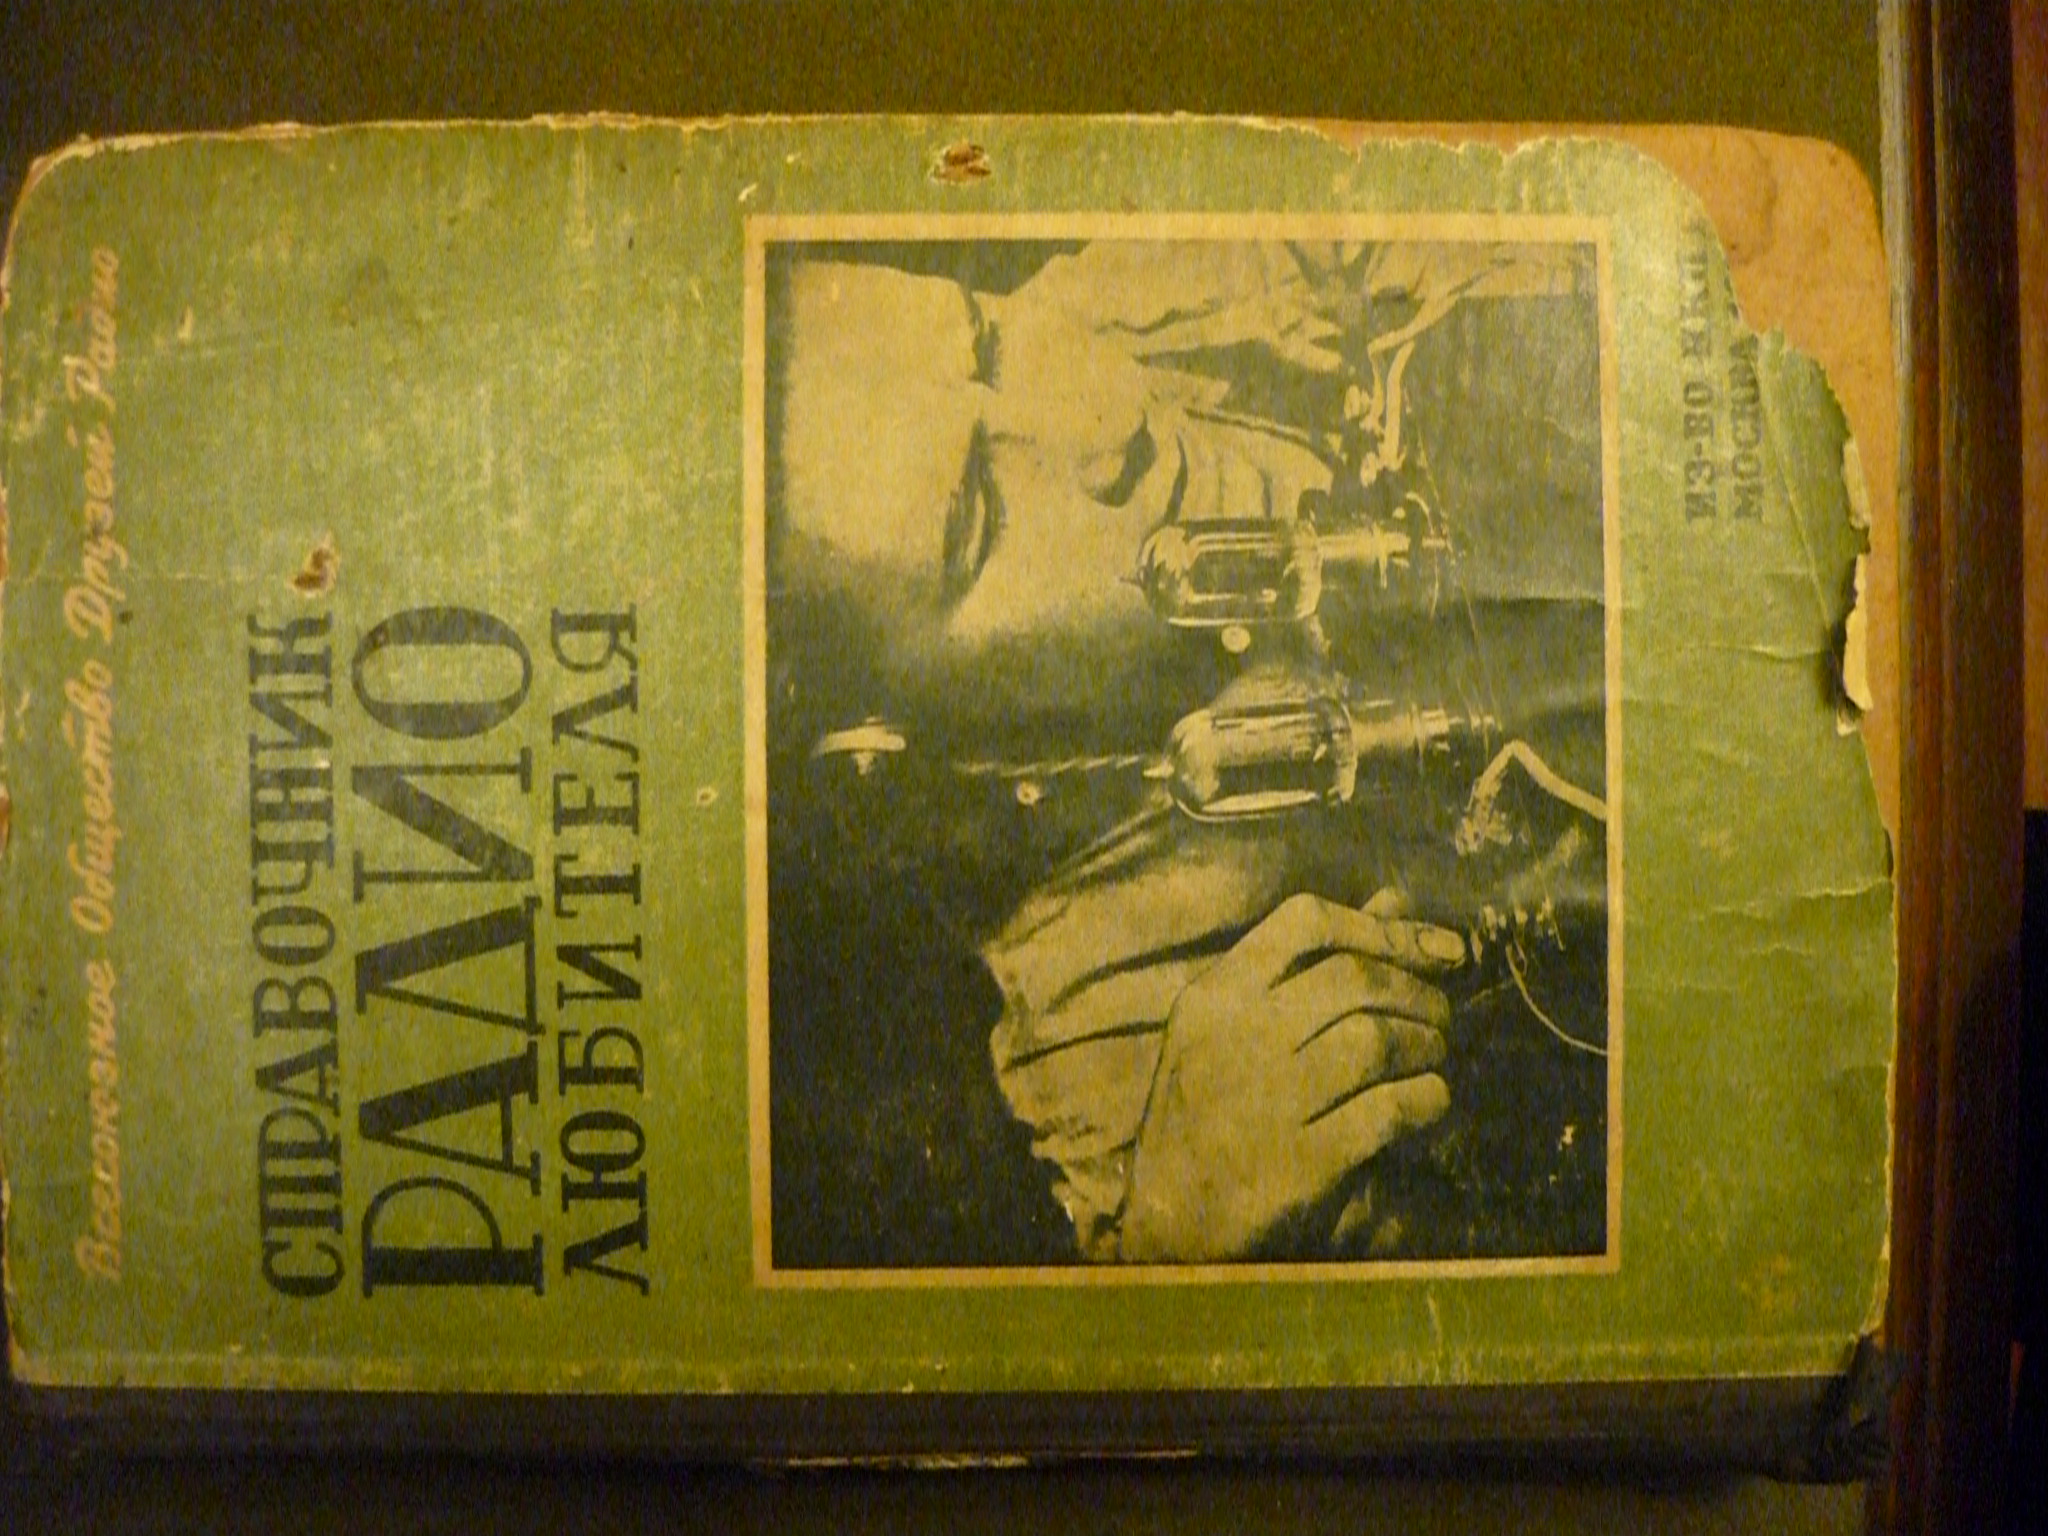 Всесоюзное Общество Друзей Радио
СПРАВОЧНИК
РАДИО
ЛЮБИТЕЛЯ
ИЗ-ВО
МОСКВА